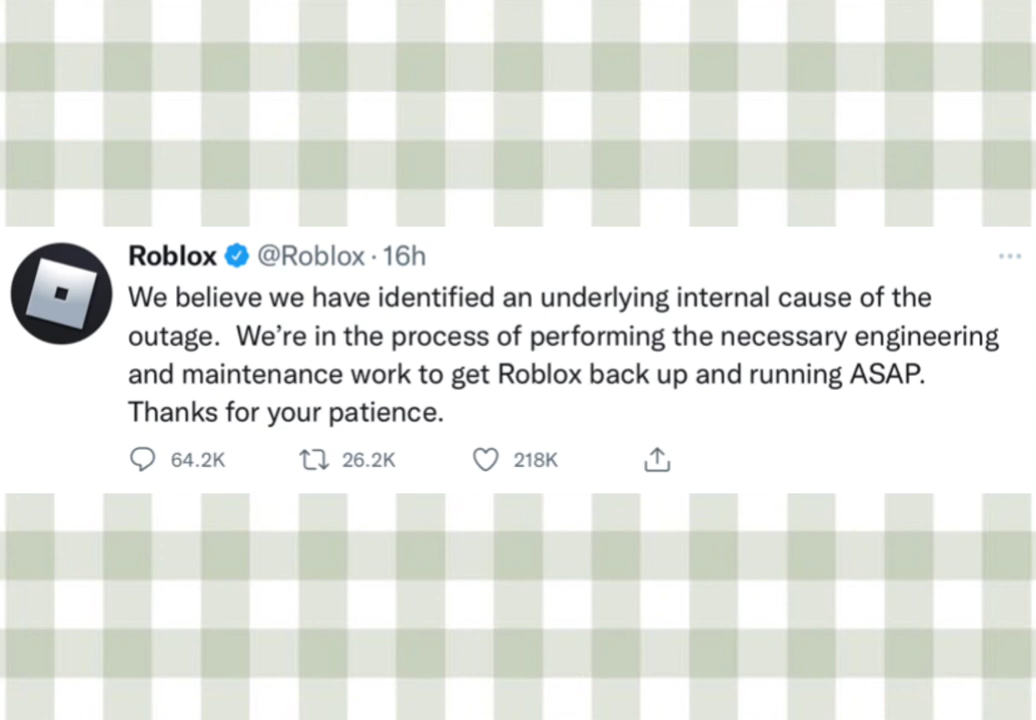 Roblox @Roblox · 16h
We believe we have identified an underlying internal cause of the
outage.  We’re in the process of performing the necessary engineering
and maintenance work to get Roblox back up and running ASAP.
Thanks for your patience.
64.2K 26.2K 218K